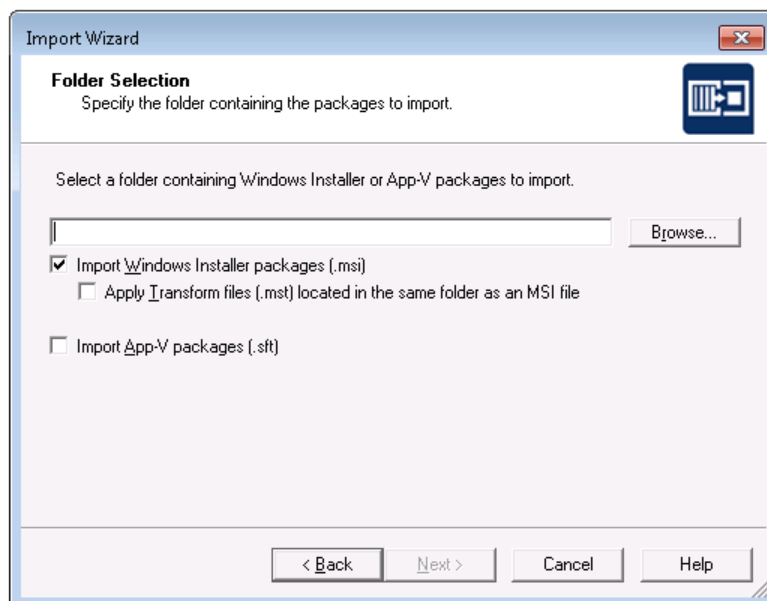 Import Wizard
Folder Selection
Specify the folder containing the packages to import.
Select a folder containing Windows Installer or App-V packages to import.
Browse...
Import Windows Installer packages (.msi)
Apply Transform files (.mst) located in the same folder as an MSI file
Import App-V packages (.sft)
< Back Next > Cancel Help